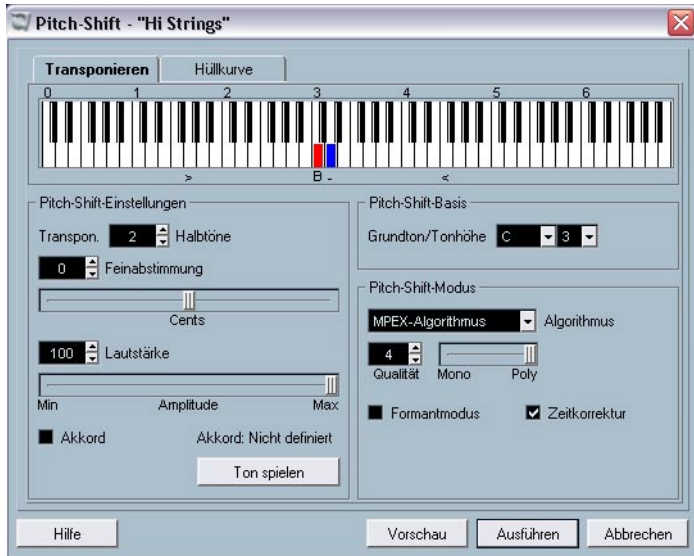 Pitch-Shift - "Hi Strings"
Transponieren Hüllkurve
0 1 2 3 4 5 6
> B - <
Pitch-Shift-Einstellungen
Transpon. 2 Halbtöne
0 Feinabstimmung
Cents
100 Lautstärke
Min Amplitude Max
Akkord Akkord: Nicht definiert
Ton spielen
Pitch-Shift-Basis
Grundton/Tonhöhe C 3
Pitch-Shift-Modus
MPEX-Algorithmus Algorithmus
4
Qualität Mono Poly
Formantmodus Zeitkorrektur
Hilfe Vorschau Ausführen Abbrechen